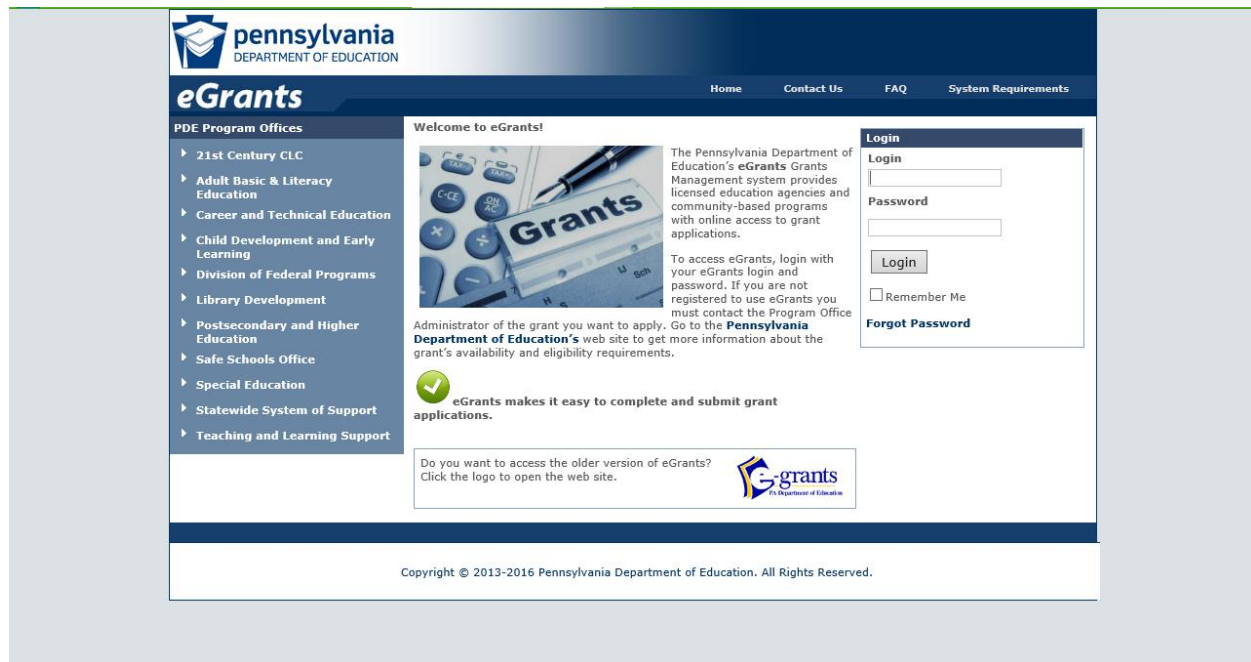 pennsylvania
DEPARTMENT OF EDUCATION
eGrants
Home
Contact Us
FAQ
System Requirements
PDE Program Offices
21st Century CLC
Adult Basic & Literacy
Education
Career and Technical Education
Child Development and Early
Learning
Division of Federal Programs
Library Development
Postsecondary and Higher
Education
Safe Schools Office
Special Education
Statewide System of Support
Teaching and Learning Support
Welcome to eGrants!
TAX-
TAX+
C·CE
ON
AC
Grants
IJ
Sch
H
S
The Pennsylvania Department of
Education's eGrants Grants
Management system provides
licensed education agencies and
community-based programs
with online access to grant
applications.
To access eGrants, login with
your eGrants login and
password. If you are not
registered to use eGrants you
must contact the Program Office
Administrator of the grant you want to apply. Go to the Pennsylvania
Department of Education's web site to get more information about the
grant's availability and eligibility requirements.
eGrants makes it easy to complete and submit grant
applications.
Do you want to access the older version of eGrants?
Click the logo to open the web site.
e-grants
PA Department of Education
Login
Login
Password
Login
Remember Me
Forgot Password
Copyright © 2013-2016 Pennsylvania Department of Education. All Rights Reserved.